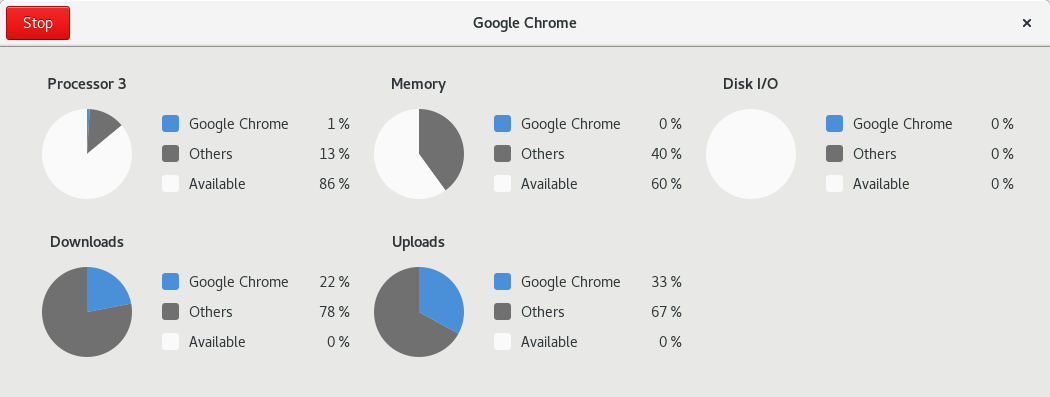 Stop
Google Chrome
×
Processor 3
Google Chrome 1 %
Others 13 %
Available 86 %
Memory
Google Chrome 0 %
Others 40 %
Available 60 %
Disk I/O
Google Chrome 0 %
Others 0 %
Available 0 %
Downloads
Google Chrome 22 %
Others 78 %
Available 0 %
Uploads
Google Chrome 33 %
Others 67 %
Available 0 %